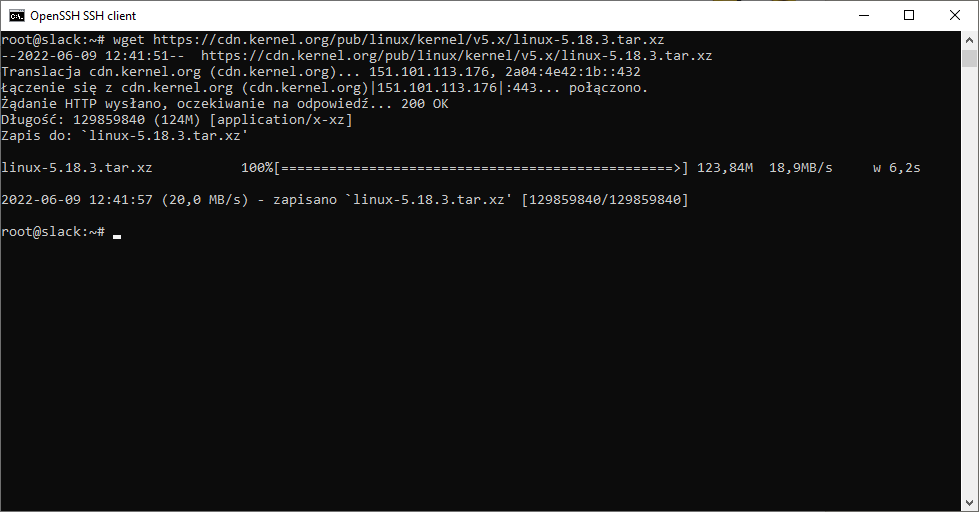 OpenSSH SSH client
root@slack:~# wget https://cdn.kernel.org/pub/linux/kernel/v5.x/linux-5.18.3.tar.xz
--2022-06-09 12:41:51--  https://cdn.kernel.org/pub/linux/kernel/v5.x/linux-5.18.3.tar.xz
Translacja cdn.kernel.org (cdn.kernel.org)... 151.101.113.176, 2a04:4e42:1b::432
Łączenie się z cdn.kernel.org (cdn.kernel.org)|151.101.113.176|:443... połączono.
Żądanie HTTP wysłano, oczekiwanie na odpowiedź... 200 OK
Długość: 129859840 (124M) [application/x-xz]
Zapis do: `linux-5.18.3.tar.xz'
linux-5.18.3.tar.xz           100%[=================================================>] 123,84M  18,9MB/s     w 6,2s
2022-06-09 12:41:57 (20,0 MB/s) - zapisano `linux-5.18.3.tar.xz' [129859840/129859840]
root@slack:~#